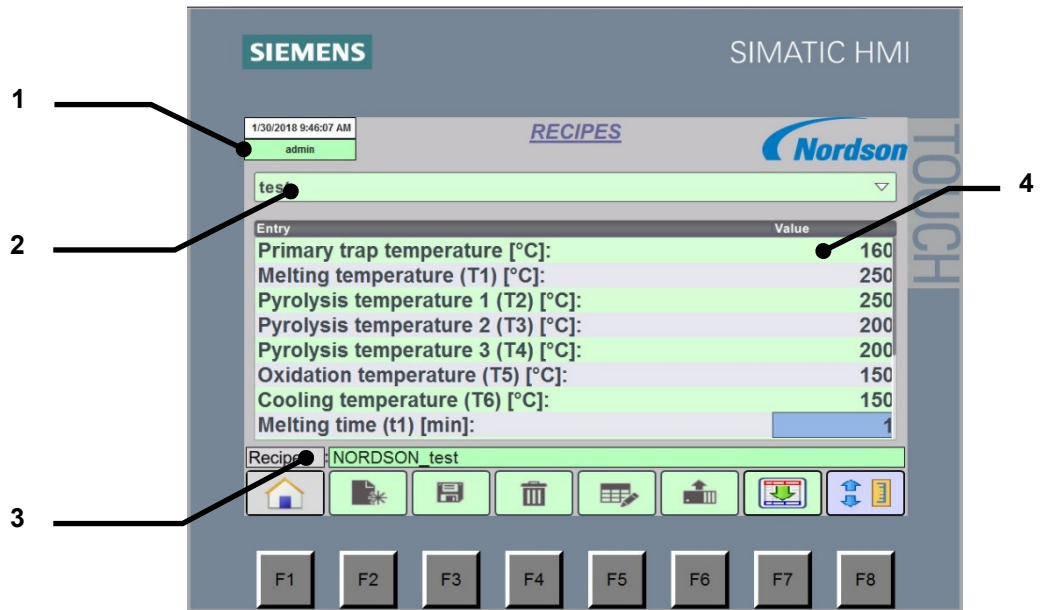 SIEMENS
SIMATIC HMI
TOUCH
1
1/30/2018 9:46:07 AM
RECIPES
Nordson
admin
test
4
2
Entry Value
Primary trap temperature [°C]: 160
Melting temperature (T1) [°C]: 250
Pyrolysis temperature 1 (T2) [°C]: 250
Pyrolysis temperature 2 (T3) [°C]: 200
Pyrolysis temperature 3 (T4) [°C]: 200
Oxidation temperature (T5) [°C]: 150
Cooling temperature (T6) [°C]: 150
Melting time (t1) [min]: 1
NORDSON_test
3
F1 F2 F3 F4 F5 F6 F7 F8